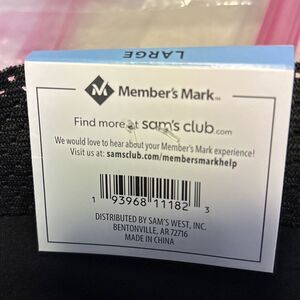 LARGE
Member's Mark™
Find more at sam's club.com
We would love to hear about your Member's Mark experience!
Visit us at: samsclub.com/membersmarkhelp
1 93968 11182 3
DISTRIBUTED BY SAM'S WEST, INC.
BENTONVILLE, AR 72716
MADE IN CHINA